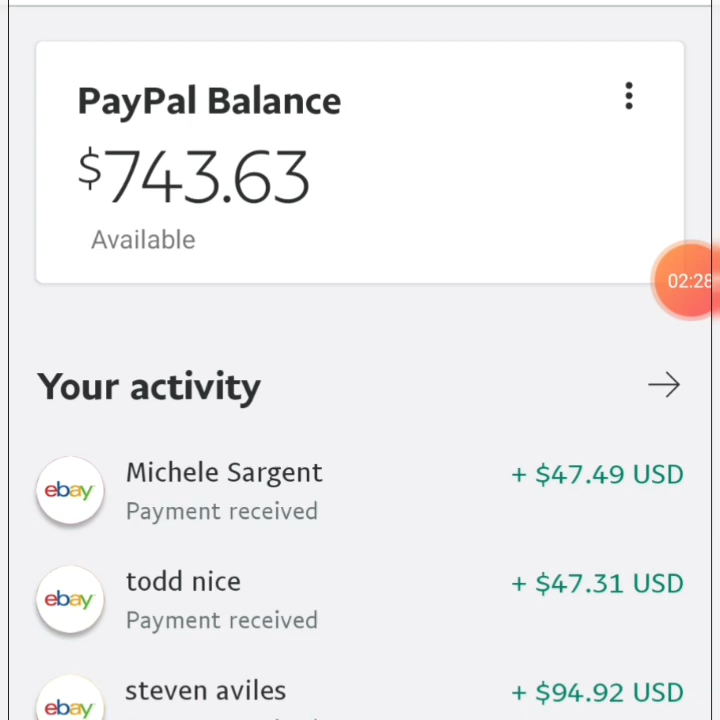 PayPal Balance
$743.63
Available
02:28
Your activity
ebay Michele Sargent + $47.49 USD
Payment received
ebay todd nice + $47.31 USD
Payment received
ebay steven aviles + $94.92 USD